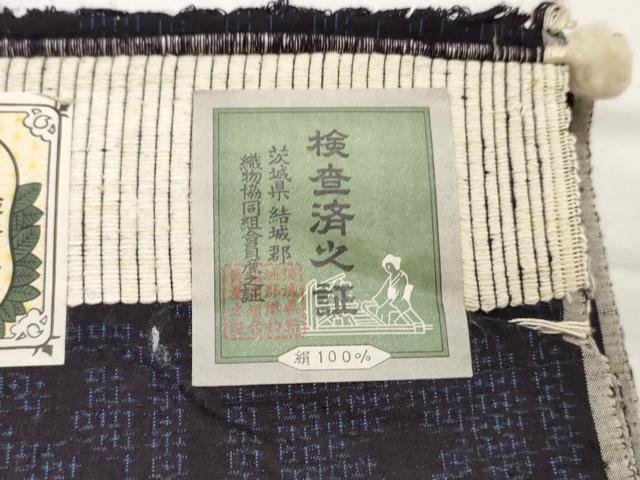 検査済之証
茨城県結城郡
織物協同組合員之証
絹100%